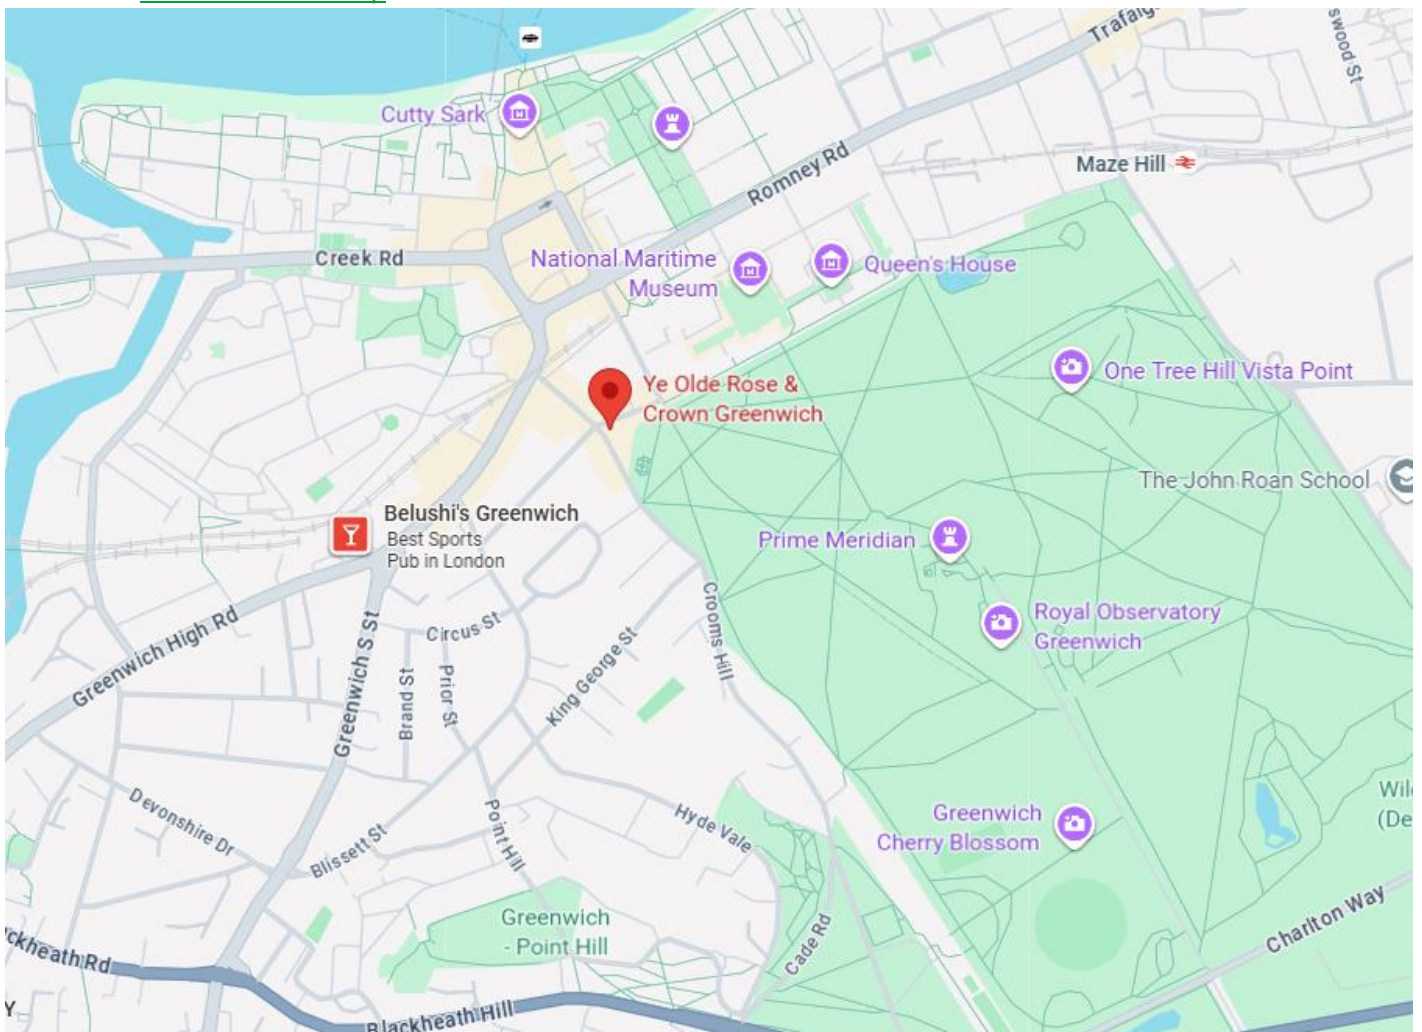 Trafalg
swood St
Cutty Sark
Romney Rd
Maze Hill
Creek Rd
National Maritime
Museum
Queen's House
Ye Olde Rose &
Crown Greenwich
One Tree Hill Vista Point
The John Roan School
Belushi's Greenwich
Best Sports
Pub in London
Prime Meridian
Crooms Hill
Royal Observatory
Greenwich
Circus St
Greenwich High Rd
Greenwich S St
Brand St
Prior St
King George St
Devonshire Dr
Blissett St
Point Hill
Hyde Vale
Greenwich
Cherry Blossom
Wil
(De
Greenwich
- Point Hill
Cade Rd
Charlton Way
ckheath Rd
Y
Blackheath Hill